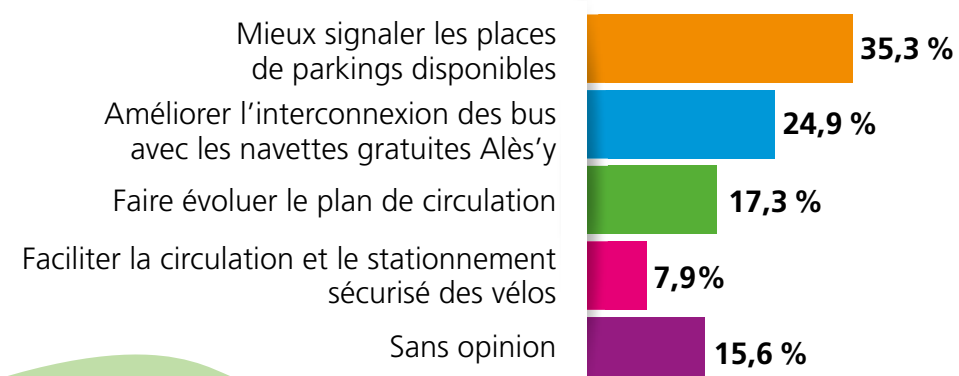 Mieux signaler les places
de parkings disponibles
35,3 %
Améliorer l’interconnexion des bus
avec les navettes gratuites Alès’y
24,9 %
Faire évoluer le plan de circulation
17,3 %
Faciliter la circulation et le stationnement
sécurisé des vélos
7,9%
Sans opinion
15,6 %